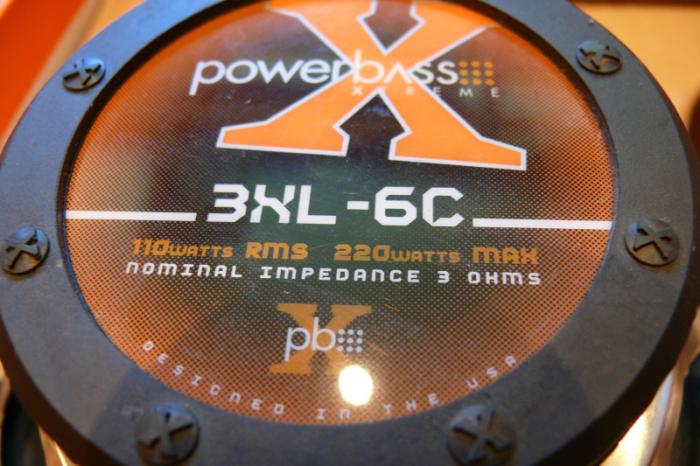 X
powerbass
XTREME
3XL-6C
110WATTS RMS 220WATTS MAX
NOMINAL IMPEDANCE 3 OHMS
X
pb
DESIGNED IN THE USA